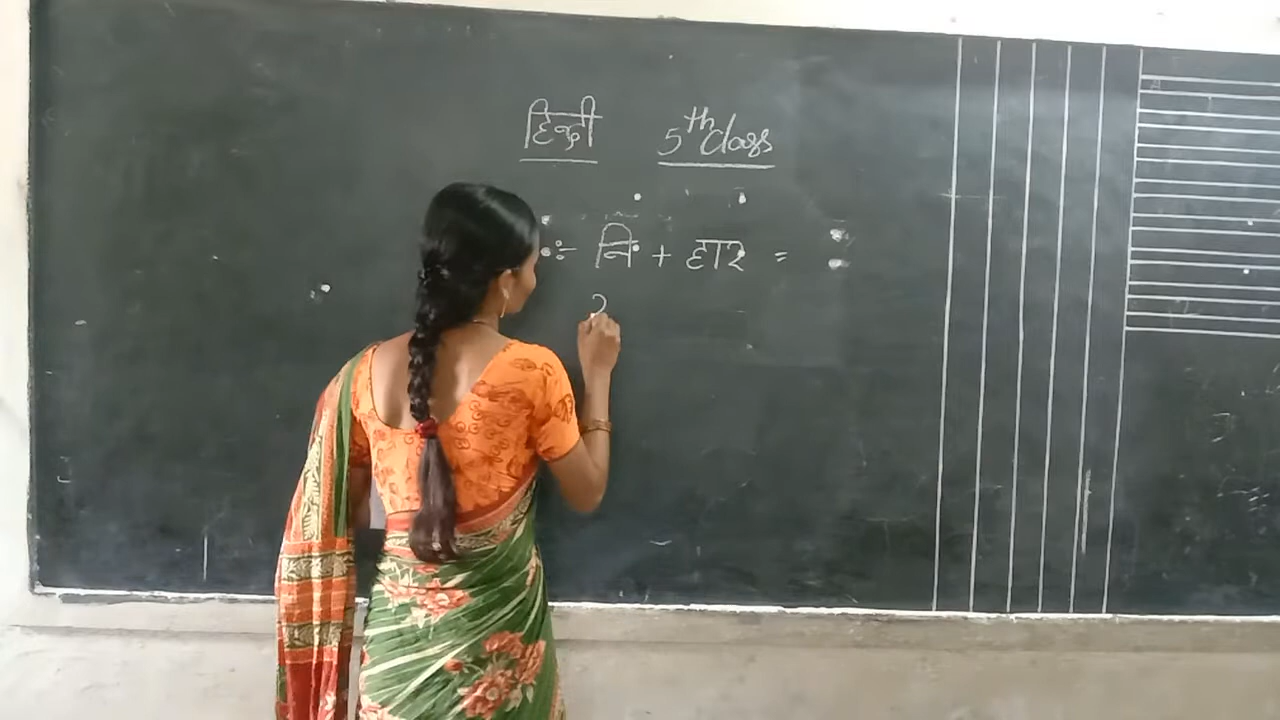 हिन्दी 5th class
:- निः + हार =